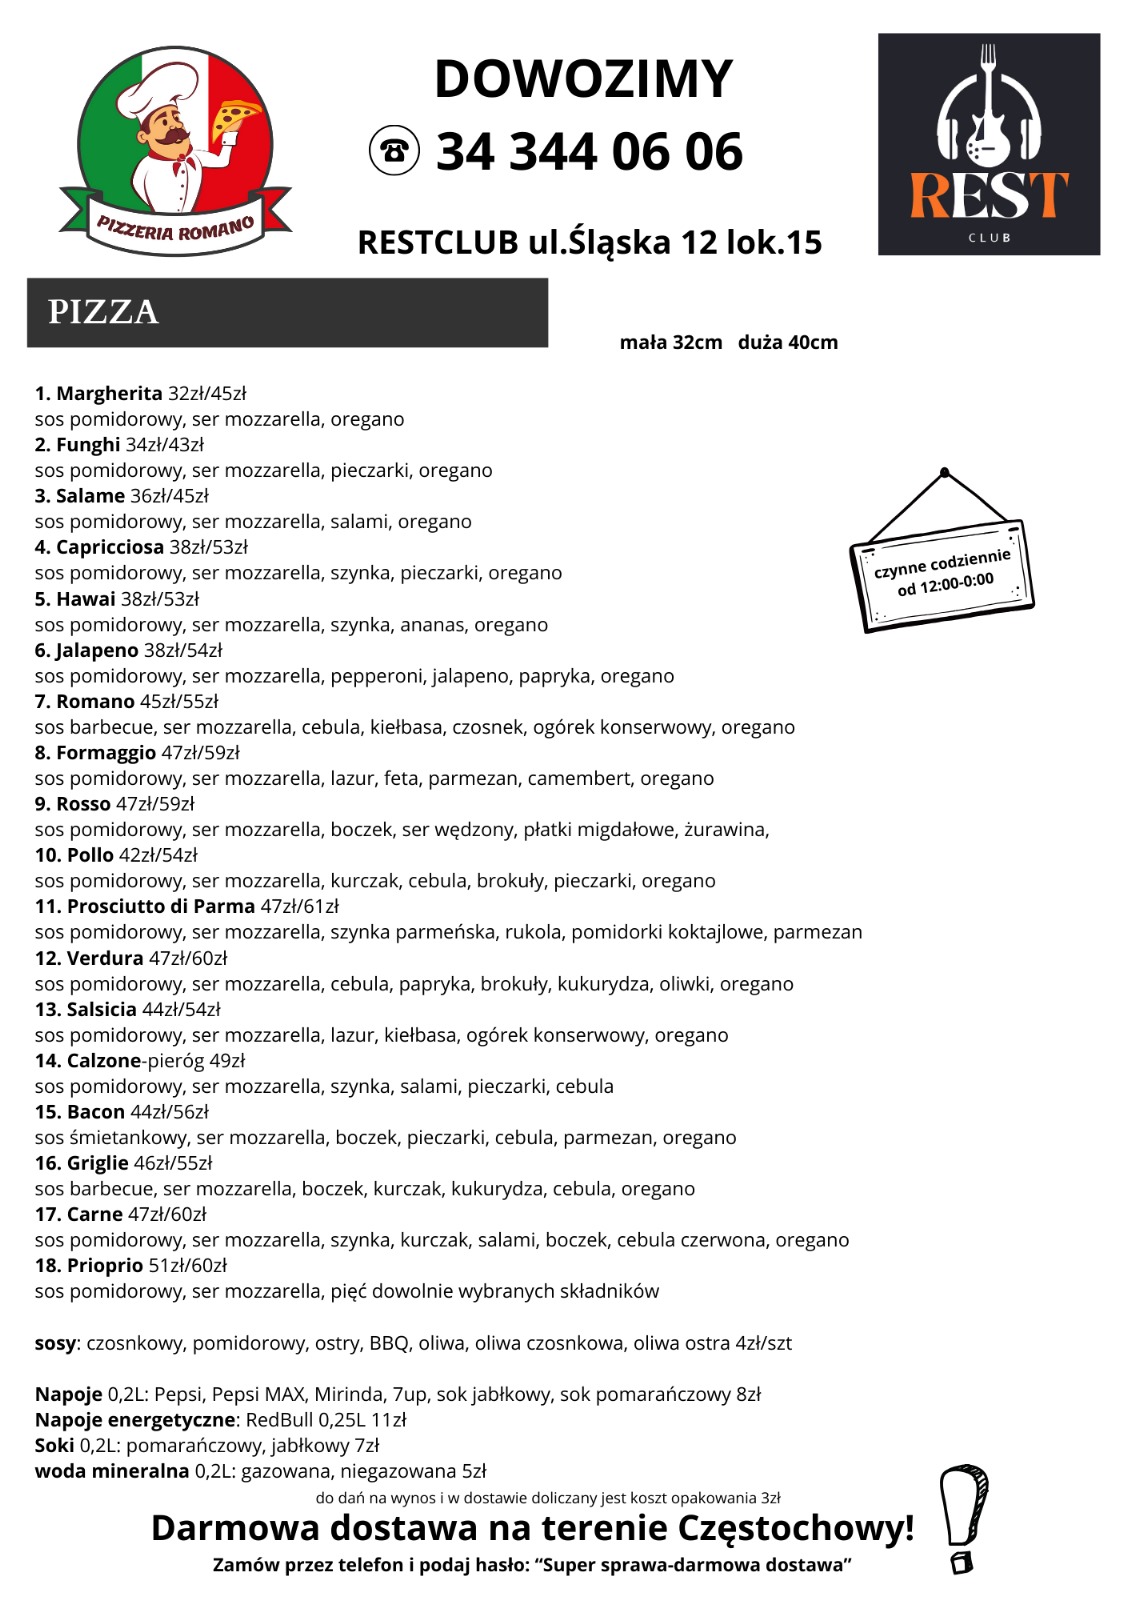 DOWOZIMY
34 344 06 06
PIZZERIA ROMANO
REST
CLUB
RESTCLUB ul.Śląska 12 lok.15
PIZZA
mała 32cm duża 40cm
1. Margherita 32zł/45zł
sos pomidorowy, ser mozzarella, oregano
2. Funghi 34zł/43zł
sos pomidorowy, ser mozzarella, pieczarki, oregano
3. Salame 36zł/45zł
sos pomidorowy, ser mozzarella, salami, oregano
4. Capricciosa 38zł/53zł
sos pomidorowy, ser mozzarella, szynka, pieczarki, oregano
5. Hawai 38zł/53zł
sos pomidorowy, ser mozzarella, szynka, ananas, oregano
6. Jalapeno 38zł/54zł
sos pomidorowy, ser mozzarella, pepperoni, jalapeno, papryka, oregano
7. Romano 45zł/55zł
sos barbecue, ser mozzarella, cebula, kiełbasa, czosnek, ogórek konserwowy, oregano
8. Formaggio 47zł/59zł
sos pomidorowy, ser mozzarella, lazur, feta, parmezan, camembert, oregano
9. Rosso 47zł/59zł
sos pomidorowy, ser mozzarella, boczek, ser wędzony, płatki migdałowe, żurawina,
10. Pollo 42zł/54zł
sos pomidorowy, ser mozzarella, kurczak, cebula, brokuły, pieczarki, oregano
11. Prosciutto di Parma 47zł/61zł
sos pomidorowy, ser mozzarella, szynka parmeńska, rukola, pomidorki koktajlowe, parmezan
12. Verdura 47zł/60zł
sos pomidorowy, ser mozzarella, cebula, papryka, brokuły, kukurydza, oliwki, oregano
13. Salsicia 44zł/54zł
sos pomidorowy, ser mozzarella, lazur, kiełbasa, ogórek konserwowy, oregano
14. Calzone-pieróg 49zł
sos pomidorowy, ser mozzarella, szynka, salami, pieczarki, cebula
15. Bacon 44zł/56zł
sos śmietankowy, ser mozzarella, boczek, pieczarki, cebula, parmezan, oregano
16. Griglie 46zł/55zł
sos barbecue, ser mozzarella, boczek, kurczak, kukurydza, cebula, oregano
17. Carne 47zł/60zł
sos pomidorowy, ser mozzarella, szynka, kurczak, salami, boczek, cebula czerwona, oregano
18. Prioprio 51zł/60zł
sos pomidorowy, ser mozzarella, pięć dowolnie wybranych składników
czynne codziennie
od 12:00-0:00
sosy: czosnkowy, pomidorowy, ostry, BBQ, oliwa, oliwa czosnkowa, oliwa ostra 4zł/szt
Napoje 0,2L: Pepsi, Pepsi MAX, Mirinda, 7up, sok jabłkowy, sok pomarańczowy 8zł
Napoje energetyczne: RedBull 0,25L 11zł
Soki 0,2L: pomarańczowy, jabłkowy 7zł
woda mineralna 0,2L: gazowana, niegazowana 5zł
do dań na wynos i w dostawie doliczany jest koszt opakowania 3zł
Darmowa dostawa na terenie Częstochowy!
Zamów przez telefon i podaj hasło: “Super sprawa-darmowa dostawa”